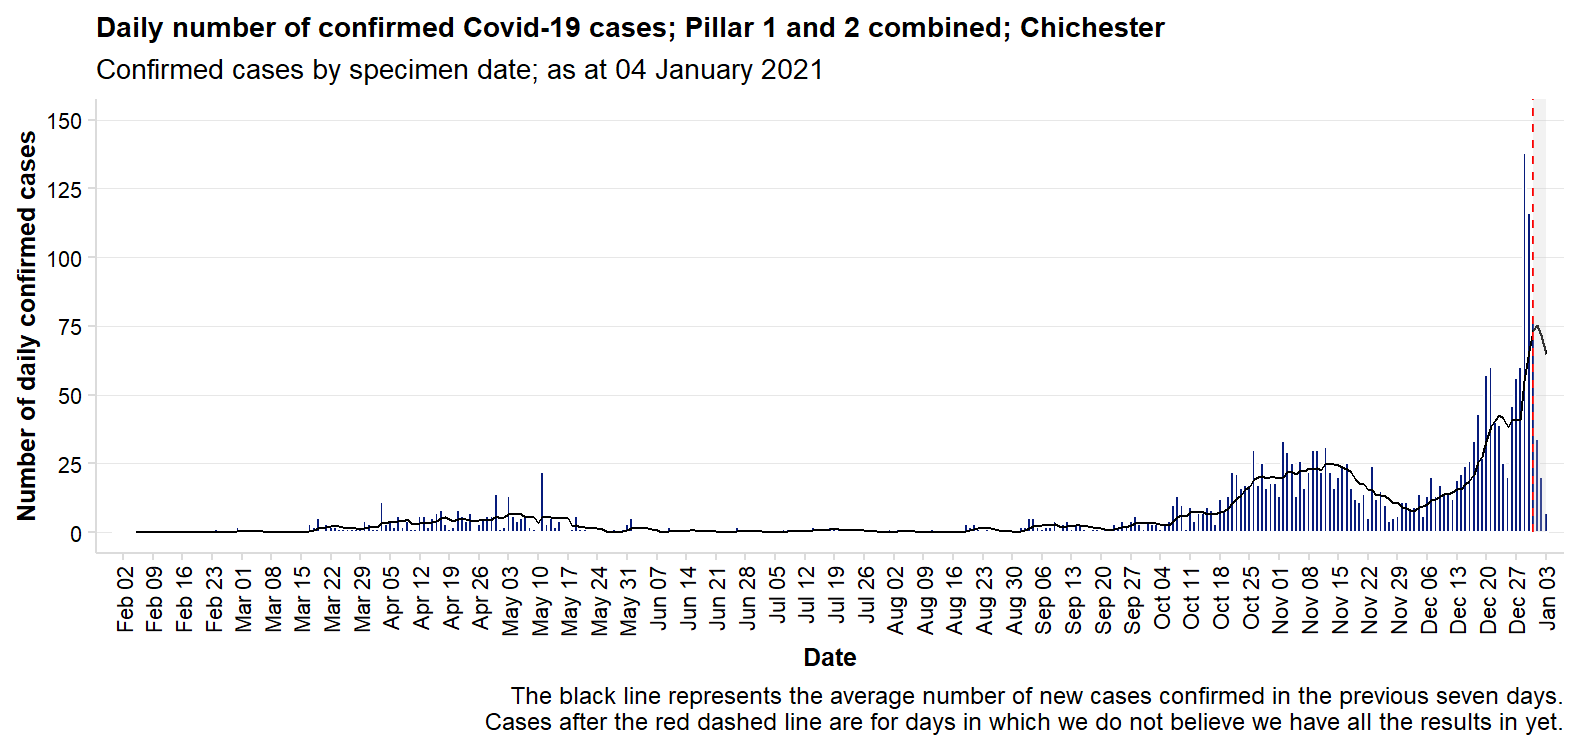 Daily number of confirmed Covid-19 cases; Pillar 1 and 2 combined; Chichester
Confirmed cases by specimen date; as at 04 January 2021
Number of daily confirmed cases
150
125
100
75
50
25
0
Feb 02
Feb 09
Feb 16
Feb 23
Mar 01
Mar 08
Mar 15
Mar 22
Mar 29
Apr 05
Apr 12
Apr 19
Apr 26
May 03
May 10
May 17
May 24
May 31
Jun 07
Jun 14
Jun 21
Jun 28
Jul 05
Jul 12
Jul 19
Jul 26
Aug 02
Aug 09
Aug 16
Aug 23
Aug 30
Sep 06
Sep 13
Sep 20
Sep 27
Oct 04
Oct 11
Oct 18
Oct 25
Nov 01
Nov 08
Nov 15
Nov 22
Nov 29
Dec 06
Dec 13
Dec 20
Dec 27
Jan 03
Date
The black line represents the average number of new cases confirmed in the previous seven days.
Cases after the red dashed line are for days in which we do not believe we have all the results in yet.